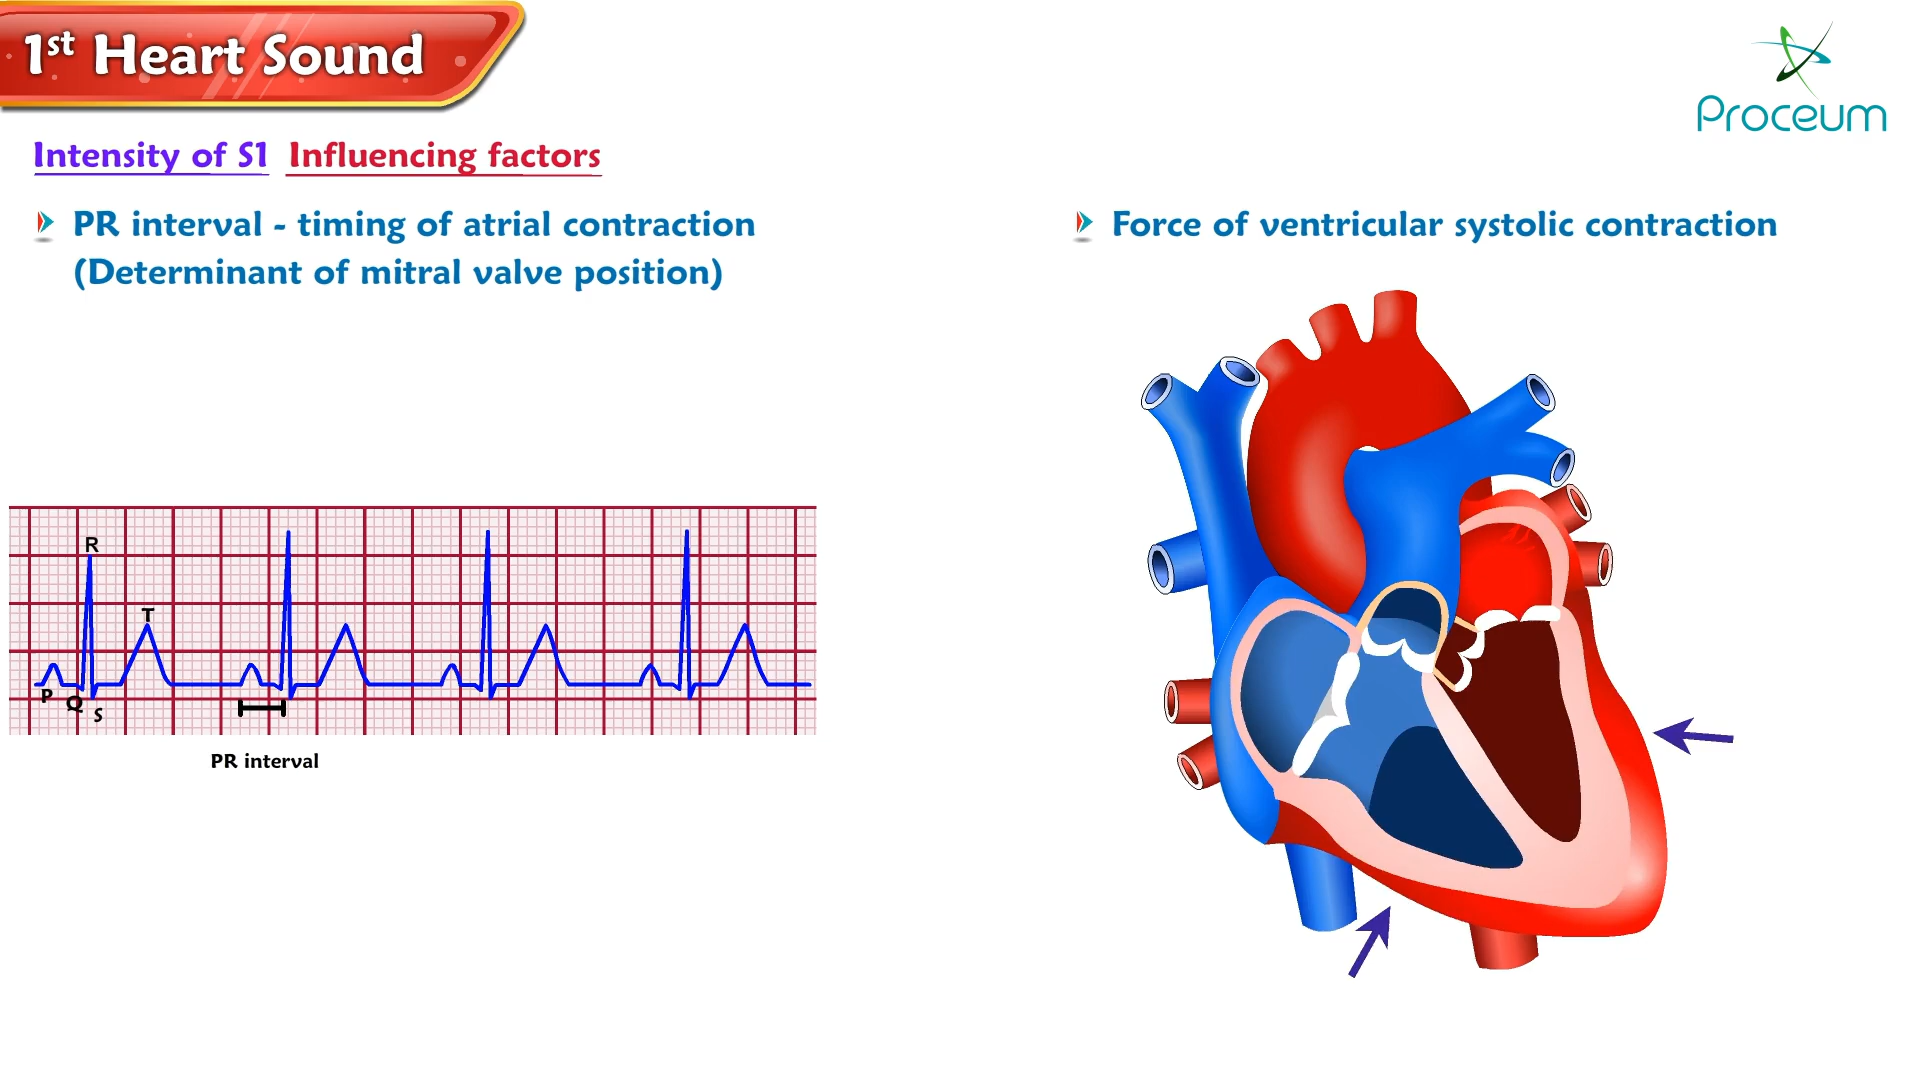 1st Heart Sound
Proceum
Intensity of S1 Influencing factors
PR interval - timing of atrial contraction
(Determinant of mitral valve position)
Force of ventricular systolic contraction
R
T
P
Q
S
PR interval